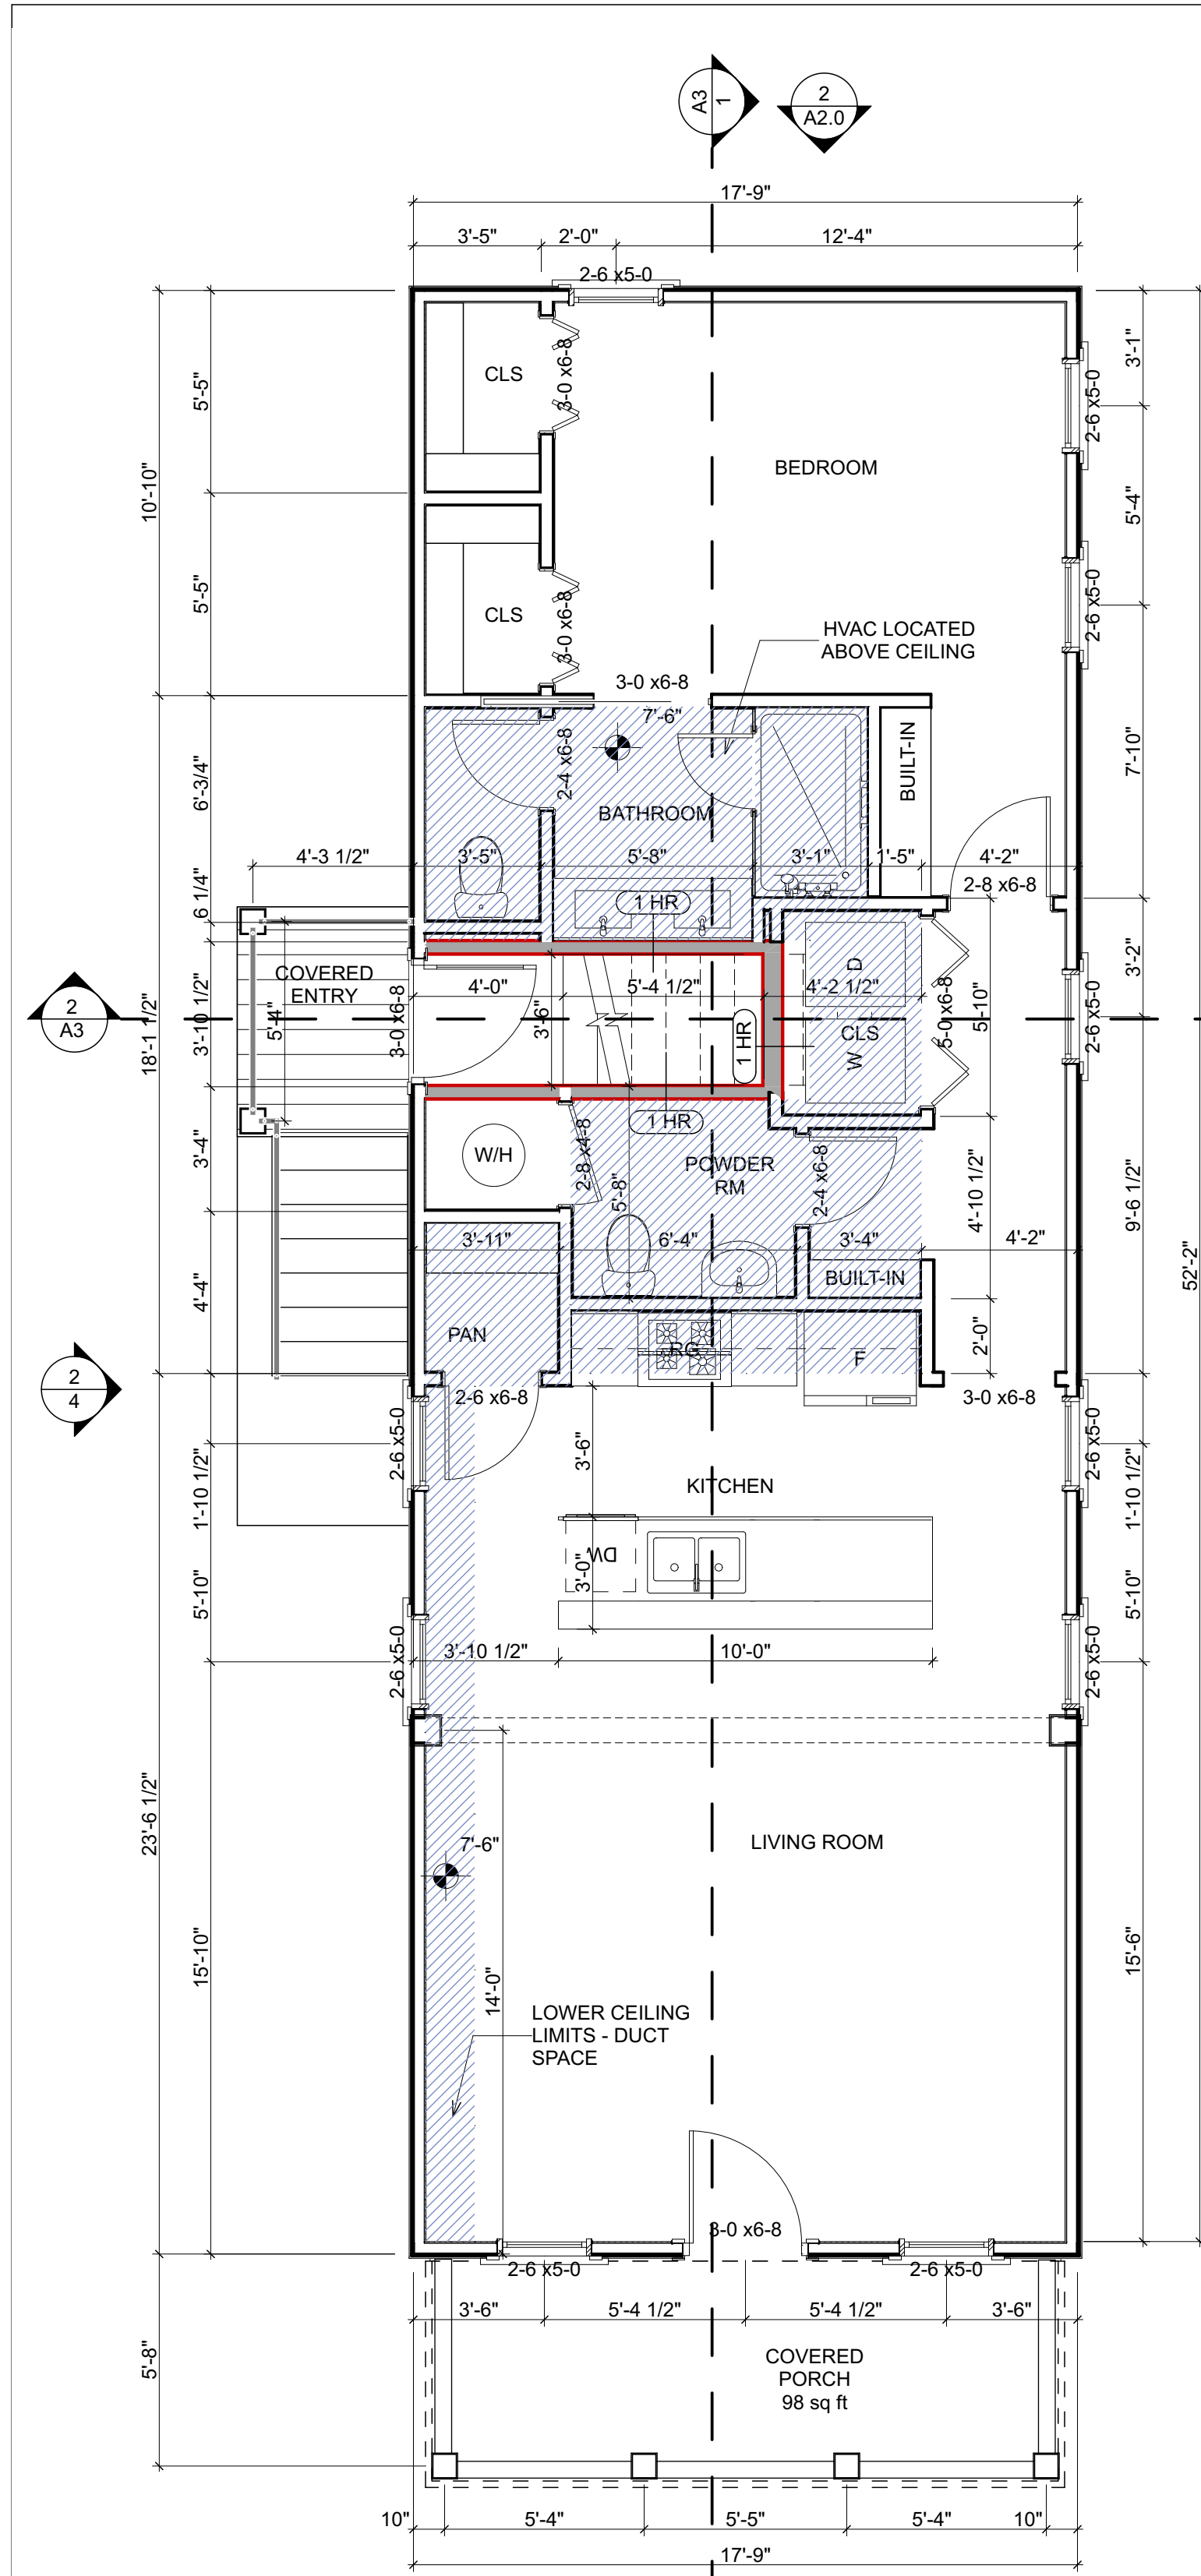 A3
1
2
A2.0
17'-9"
3'-5"
2'-0"
12'-4"
2-6 x5-0
CLS
3-0 x6-8
BEDROOM
5'-5"
10'-10"
3'-1"
2-6 x5-0
5'-4"
CLS
3-0 x6-8
5'-5"
2-6 x5-0
HVAC LOCATED
ABOVE CEILING
3-0 x6-8
7'-6"
2-4 x6-8
BATHROOM
BUILT-IN
6'-3/4"
7'-10"
4'-3 1/2"
3'-5"
5'-8"
3'-1"
1'-5"
4'-2"
2-8 x6-8
6 1/4"
1 HR
COVERED
ENTRY
5'-4"
3-0 x6-8
4'-0"
3'-6"
5'-4 1/2"
4'-2 1/2"
D
CLS
W
1 HR
5-0 x6-8
5'-10"
2-6 x5-0
3'-2"
2
A3
18'-1 1/2"
3'-10 1/2"
1 HR
W/H
2-8 x4-8
5'-8"
POWDER
RM
2-4 x6-8
4'-10 1/2"
3'-4"
9'-6 1/2"
52'-2"
3'-11"
6'-4"
3'-4"
4'-2"
BUILT-IN
4'-4"
PAN
RG
F
2'-0"
2
4
2-6 x6-8
3-0 x6-8
2-6 x5-0
2-6 x5-0
3'-6"
KITCHEN
1'-10 1/2"
1'-10 1/2"
DW
3'-0"
5'-10"
5'-10"
2-6 x5-0
2-6 x5-0
3'-10 1/2"
10'-0"
23'-6 1/2"
7'-6"
LIVING ROOM
15'-10"
14'-0"
15'-6"
LOWER CEILING
LIMITS - DUCT
SPACE
3-0 x6-8
2-6 x5-0
2-6 x5-0
3'-6"
5'-4 1/2"
5'-4 1/2"
3'-6"
5'-8"
COVERED
PORCH
98 sq ft
10"
5'-4"
5'-5"
5'-4"
10"
17'-9"